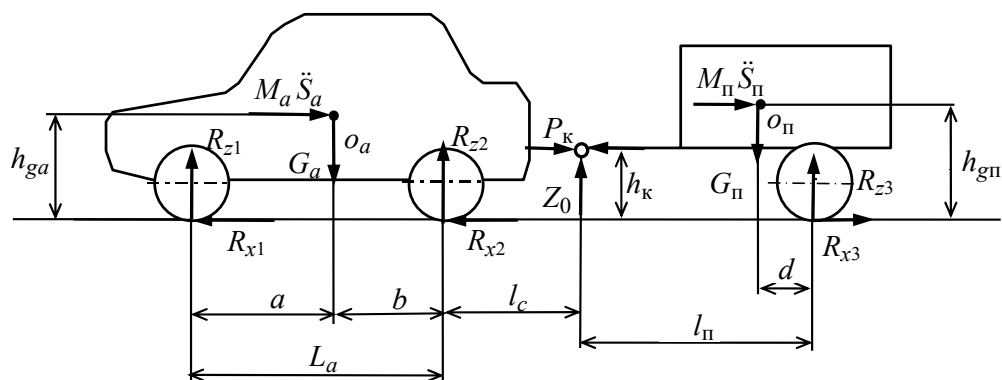 M_a S̈_a
M_п S̈_п
o_a
o_п
P_к
R_z1
R_z2
h_ga
G_a
h_к
G_п
R_z3
h_gп
Z_0
R_x1
R_x2
R_x3
d
a
b
l_c
l_п
L_a